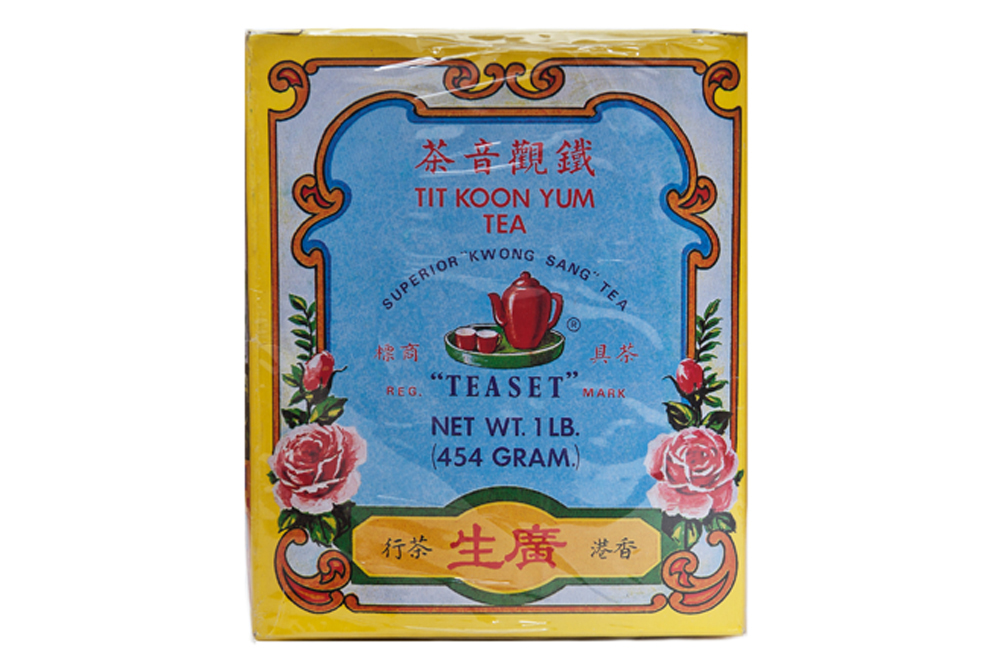 鐵觀音茶
TIT KOON YUM
TEA
SUPERIOR "KWONG SANG" TEA
®
茶具 商標
REG. "TEASET" MARK
NET WT. 1 LB.
(454 GRAM.)
香港 廣生 茶行